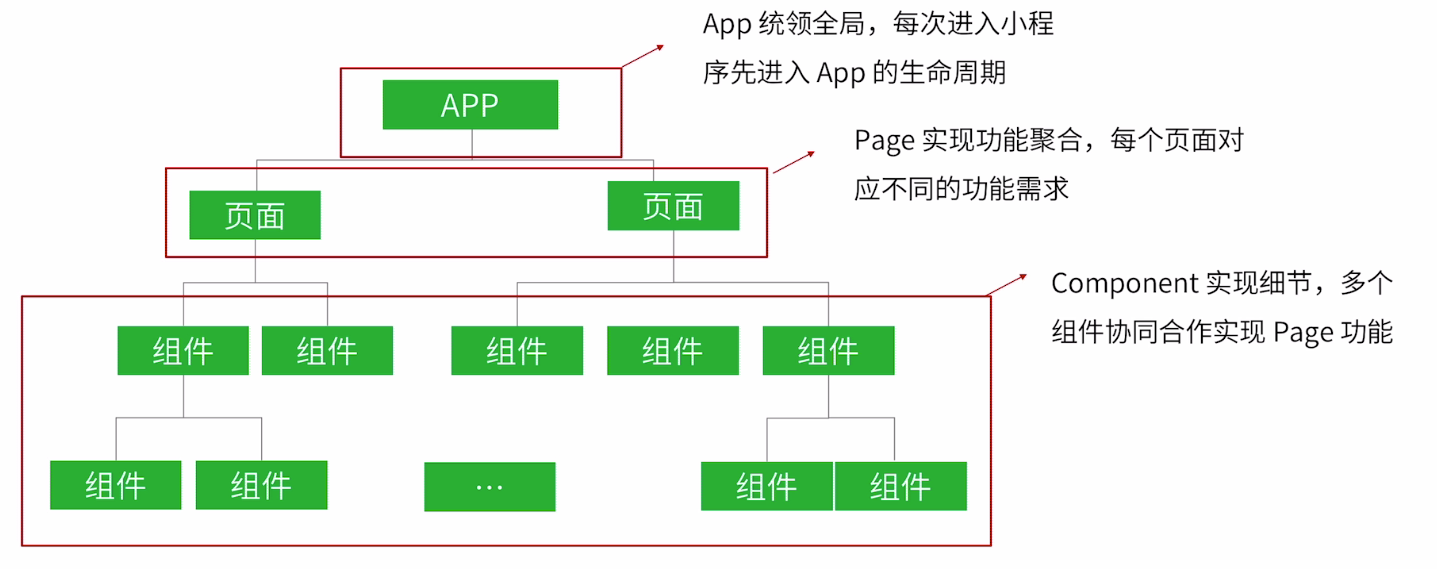 App 统领全局，每次进入小程
序先进入 App 的生命周期
APP
Page 实现功能聚合，每个页面对
应不同的功能需求
页面
页面
Component 实现细节，多个
组件协同合作实现 Page 功能
组件
组件
组件
组件
组件
组件
组件
…
组件
组件